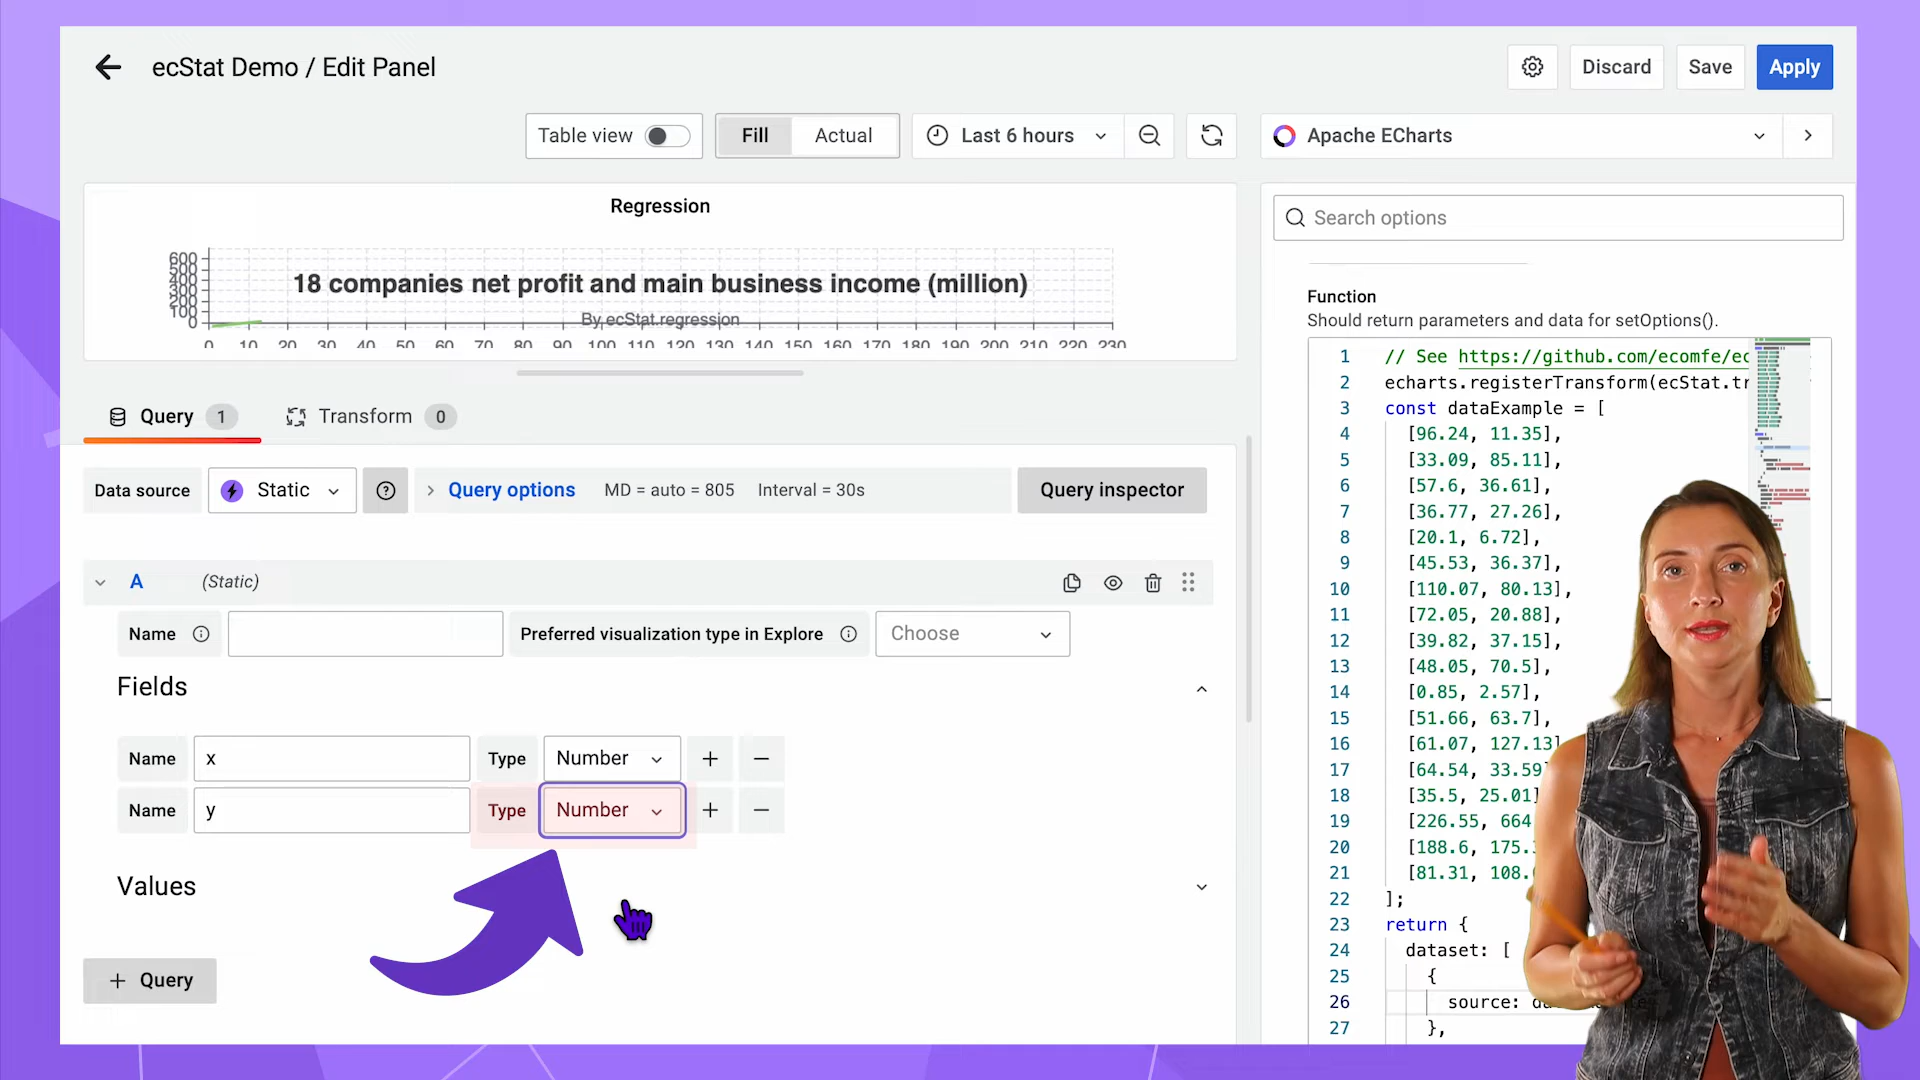 ecStat Demo / Edit Panel
Discard
Save
Apply
Table view
Fill
Actual
Last 6 hours
Apache ECharts
Regression
Search options
600
500
400
300
200
100
0
18 companies net profit and main business income (million)
By ecStat.regression
0 10 20 30 40 50 60 70 80 90 100 110 120 130 140 150 160 170 180 190 200 210 220 230
Function
Should return parameters and data for setOptions().
Query 1
Transform 0
Data source
Static
Query options
MD = auto = 805
Interval = 30s
Query inspector
A
(Static)
Name
Preferred visualization type in Explore
Choose
Fields
Name x Type Number + −
Name y Type Number + −
Values
+ Query
1 // See https://github.com/ecomfe/ec
2 echarts.registerTransform(ecStat.tr
3 const dataExample = [
4 [96.24, 11.35],
5 [33.09, 85.11],
6 [57.6, 36.61],
7 [36.77, 27.26],
8 [20.1, 6.72],
9 [45.53, 36.37],
10 [110.07, 80.13],
11 [72.05, 20.88],
12 [39.82, 37.15],
13 [48.05, 70.5],
14 [0.85, 2.57],
15 [51.66, 63.7],
16 [61.07, 127.13]
17 [64.54, 33.59]
18 [35.5, 25.01]
19 [226.55, 664
20 [188.6, 175.
21 [81.31, 108.
22 ];
23 return {
24 dataset: [
25 {
26 source:
27 },